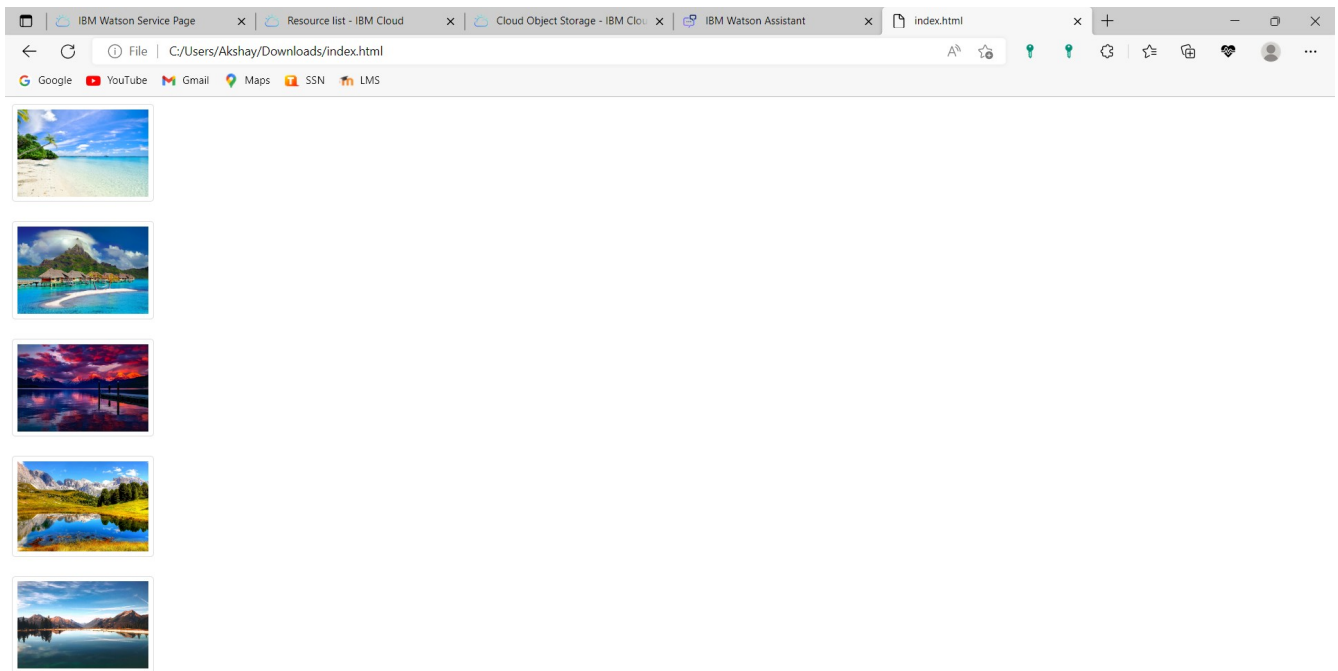 IBM Watson Service Page
Resource list - IBM Cloud
Cloud Object Storage - IBM Clou
IBM Watson Assistant
index.html
File C:/Users/Akshay/Downloads/index.html
Google YouTube Gmail Maps SSN LMS